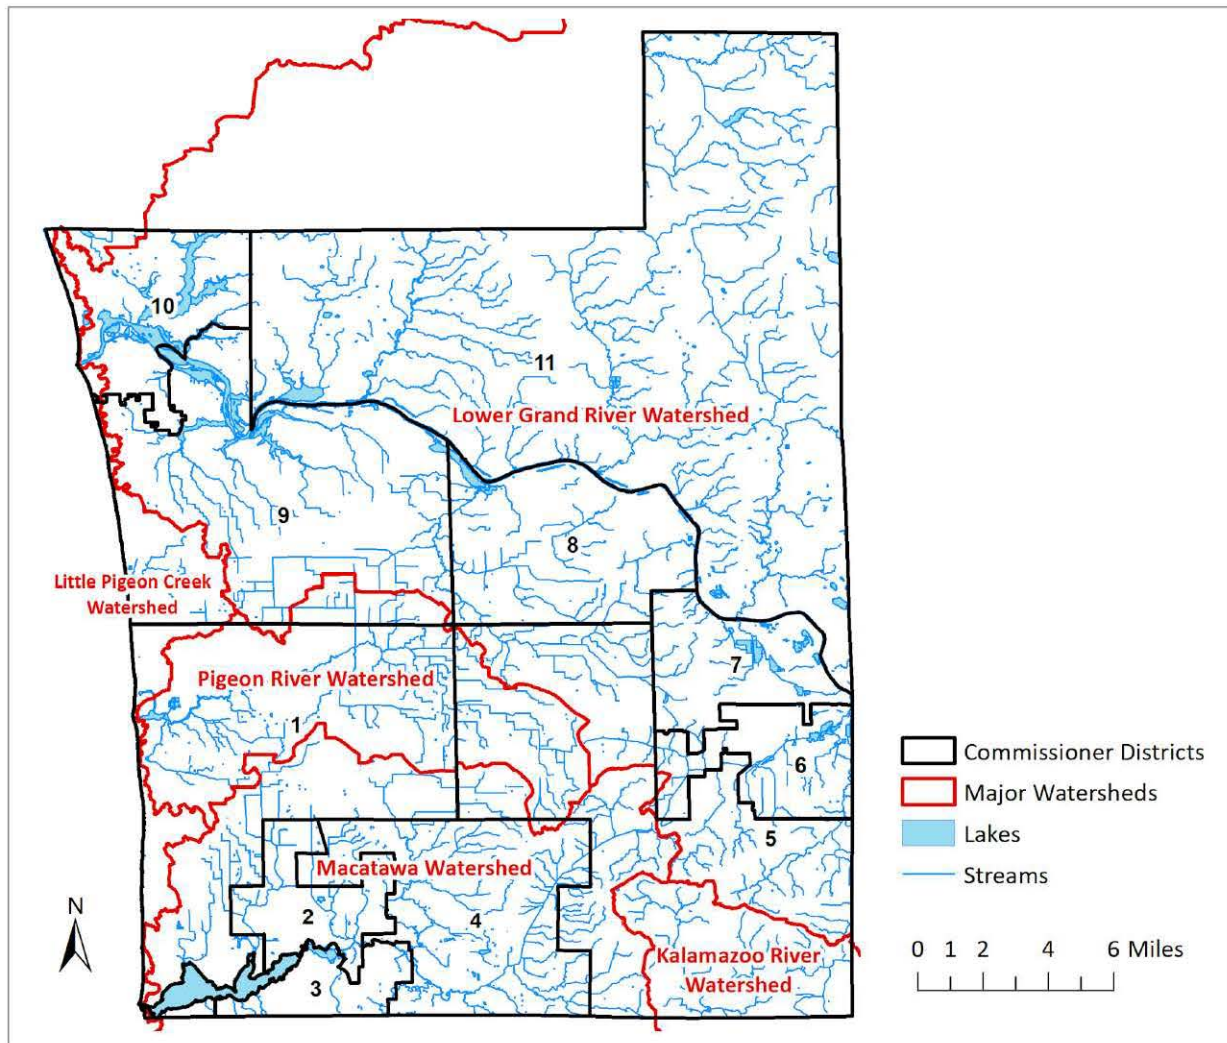 10
11
Lower Grand River Watershed
9
8
Little Pigeon Creek
Watershed
7
Pigeon River Watershed
1
6
Commissioner Districts
Major Watersheds
Lakes
Streams
5
Macatawa Watershed
2
4
N
Kalamazoo River
Watershed
3
0 1 2 4 6 Miles